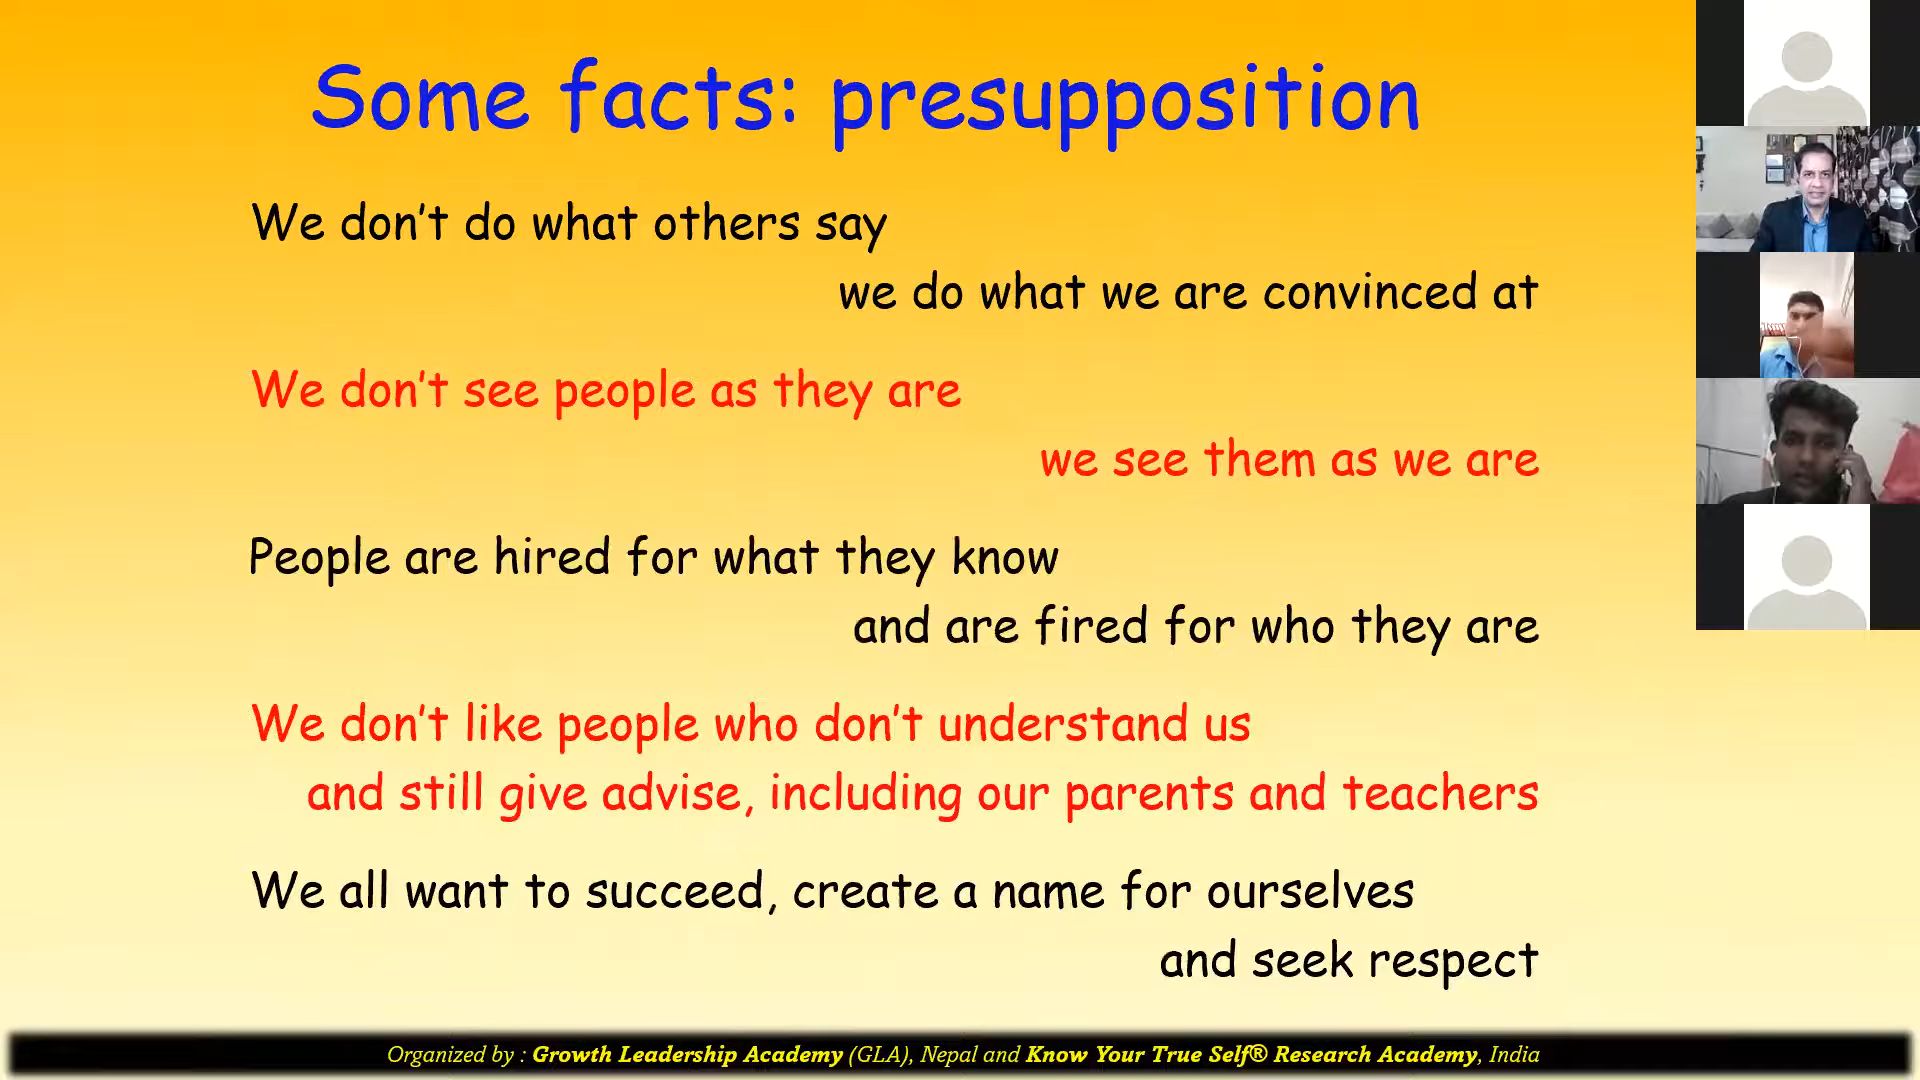 Some facts: presupposition
We don't do what others say
we do what we are convinced at
We don't see people as they are
we see them as we are
People are hired for what they know
and are fired for who they are
We don't like people who don't understand us
and still give advise, including our parents and teachers
We all want to succeed, create a name for ourselves
and seek respect
Organized by : Growth Leadership Academy (GLA), Nepal and Know Your True Self® Research Academy, India